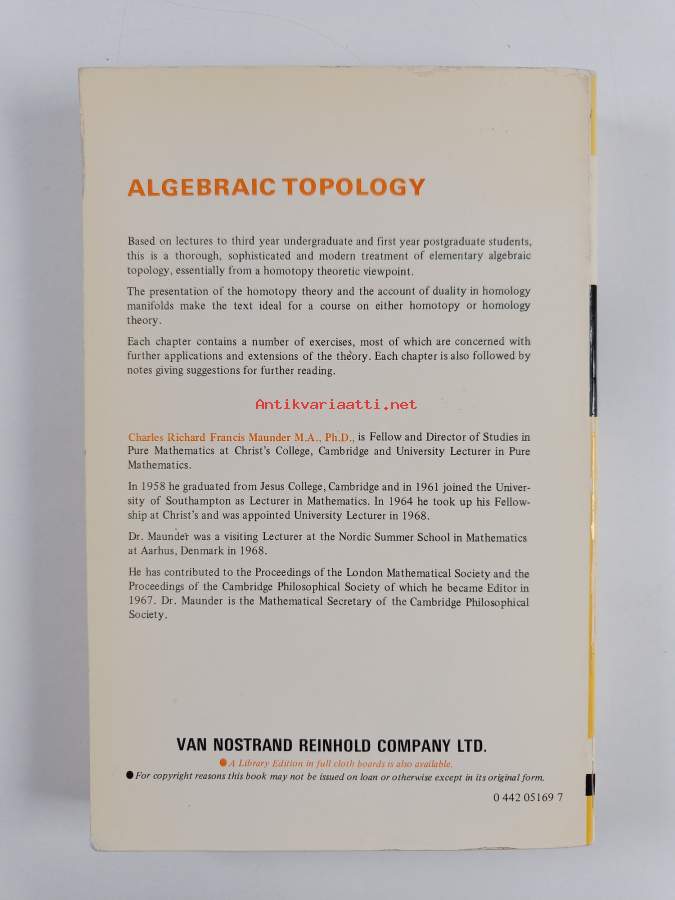 ALGEBRAIC TOPOLOGY
Based on lectures to third year undergraduate and first year postgraduate students,
this is a thorough, sophisticated and modern treatment of elementary algebraic
topology, essentially from a homotopy theoretic viewpoint.
The presentation of the homotopy theory and the account of duality in homology
manifolds make the text ideal for a course on either homotopy or homology
theory.
Each chapter contains a number of exercises, most of which are concerned with
further applications and extensions of the theory. Each chapter is also followed by
notes giving suggestions for further reading.
Antikvariaatti.net
Charles Richard Francis Maunder M.A., Ph.D., is Fellow and Director of Studies in
Pure Mathematics at Christ's College, Cambridge and University Lecturer in Pure
Mathematics.
In 1958 he graduated from Jesus College, Cambridge and in 1961 joined the Univer-
sity of Southampton as Lecturer in Mathematics. In 1964 he took up his Fellow-
ship at Christ's and was appointed University Lecturer in 1968.
Dr. Maunder was a visiting Lecturer at the Nordic Summer School in Mathematics
at Aarhus, Denmark in 1968.
He has contributed to the Proceedings of the London Mathematical Society and the
Proceedings of the Cambridge Philosophical Society of which he became Editor in
1967. Dr. Maunder is the Mathematical Secretary of the Cambridge Philosophical
Society.
VAN NOSTRAND REINHOLD COMPANY LTD.
● A Library Edition in full cloth boards is also available.
● For copyright reasons this book may not be issued on loan or otherwise except in its original form.
0 442 05169 7